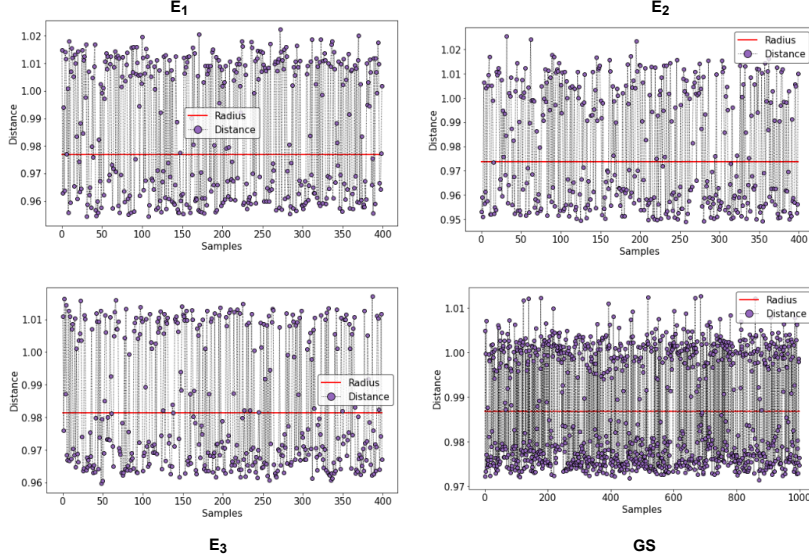 E1
E2
1.02
1.01
1.00
0.99
0.98
0.97
0.96
Distance
Radius
Distance
0
50
100
150
200
250
300
350
400
Samples
1.02
1.01
1.00
0.99
0.98
0.97
0.96
0.95
Distance
Radius
Distance
0
50
100
150
200
250
300
350
400
Samples
1.01
1.00
0.99
0.98
0.97
0.96
Distance
Radius
Distance
0
50
100
150
200
250
300
350
400
Samples
1.01
1.00
0.99
0.98
0.97
Distance
Radius
Distance
0
200
400
600
800
1000
Samples
E3
GS